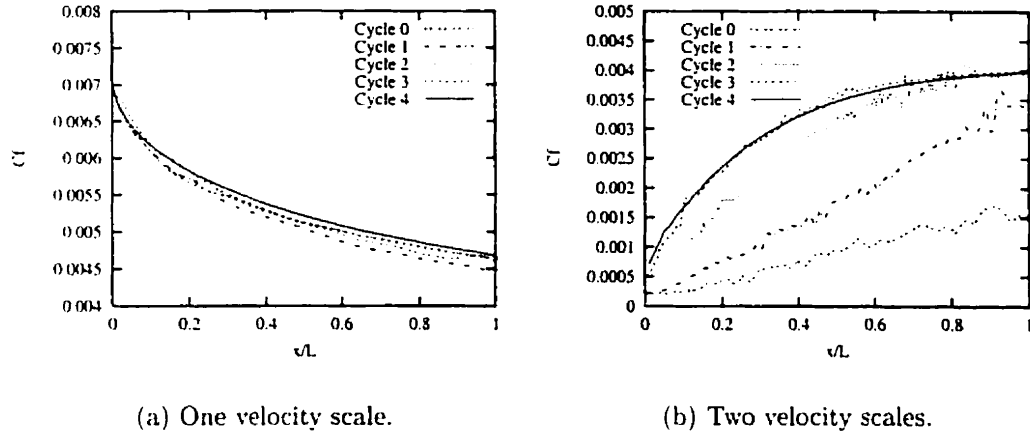 0.008
0.0075
0.007
0.0065
0.006
0.0055
0.005
0.0045
0.004
Cf
0
0.2
0.4
0.6
0.8
1
x/L
Cycle 0
Cycle 1
Cycle 2
Cycle 3
Cycle 4
(a) One velocity scale.
0.005
0.0045
0.004
0.0035
0.003
0.0025
0.002
0.0015
0.001
0.0005
0
Cf
0
0.2
0.4
0.6
0.8
1
x/L
Cycle 0
Cycle 1
Cycle 2
Cycle 3
Cycle 4
(b) Two velocity scales.